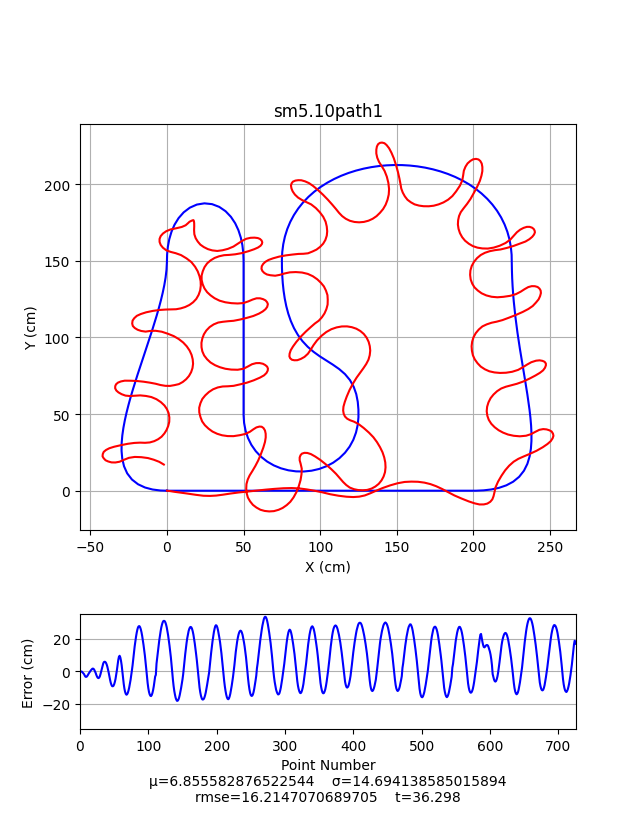 sm5.10path1
200
150
100
50
0
Y (cm)
−50 0 50 100 150 200 250
X (cm)
20
0
−20
Error (cm)
0 100 200 300 400 500 600 700
Point Number
μ=6.855582876522544 σ=14.694138585015894
rmse=16.2147070689705 t=36.298